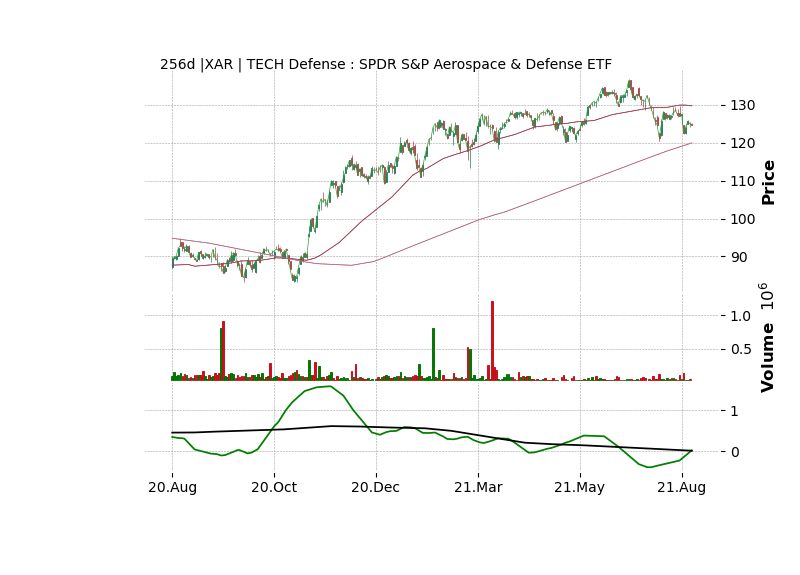 256d |XAR | TECH Defense : SPDR S&P Aerospace & Defense ETF
130
120
110
100
90
Price
1.0
0.5
Volume 10^6
1
0
20.Aug 20.Oct 20.Dec 21.Mar 21.May 21.Aug